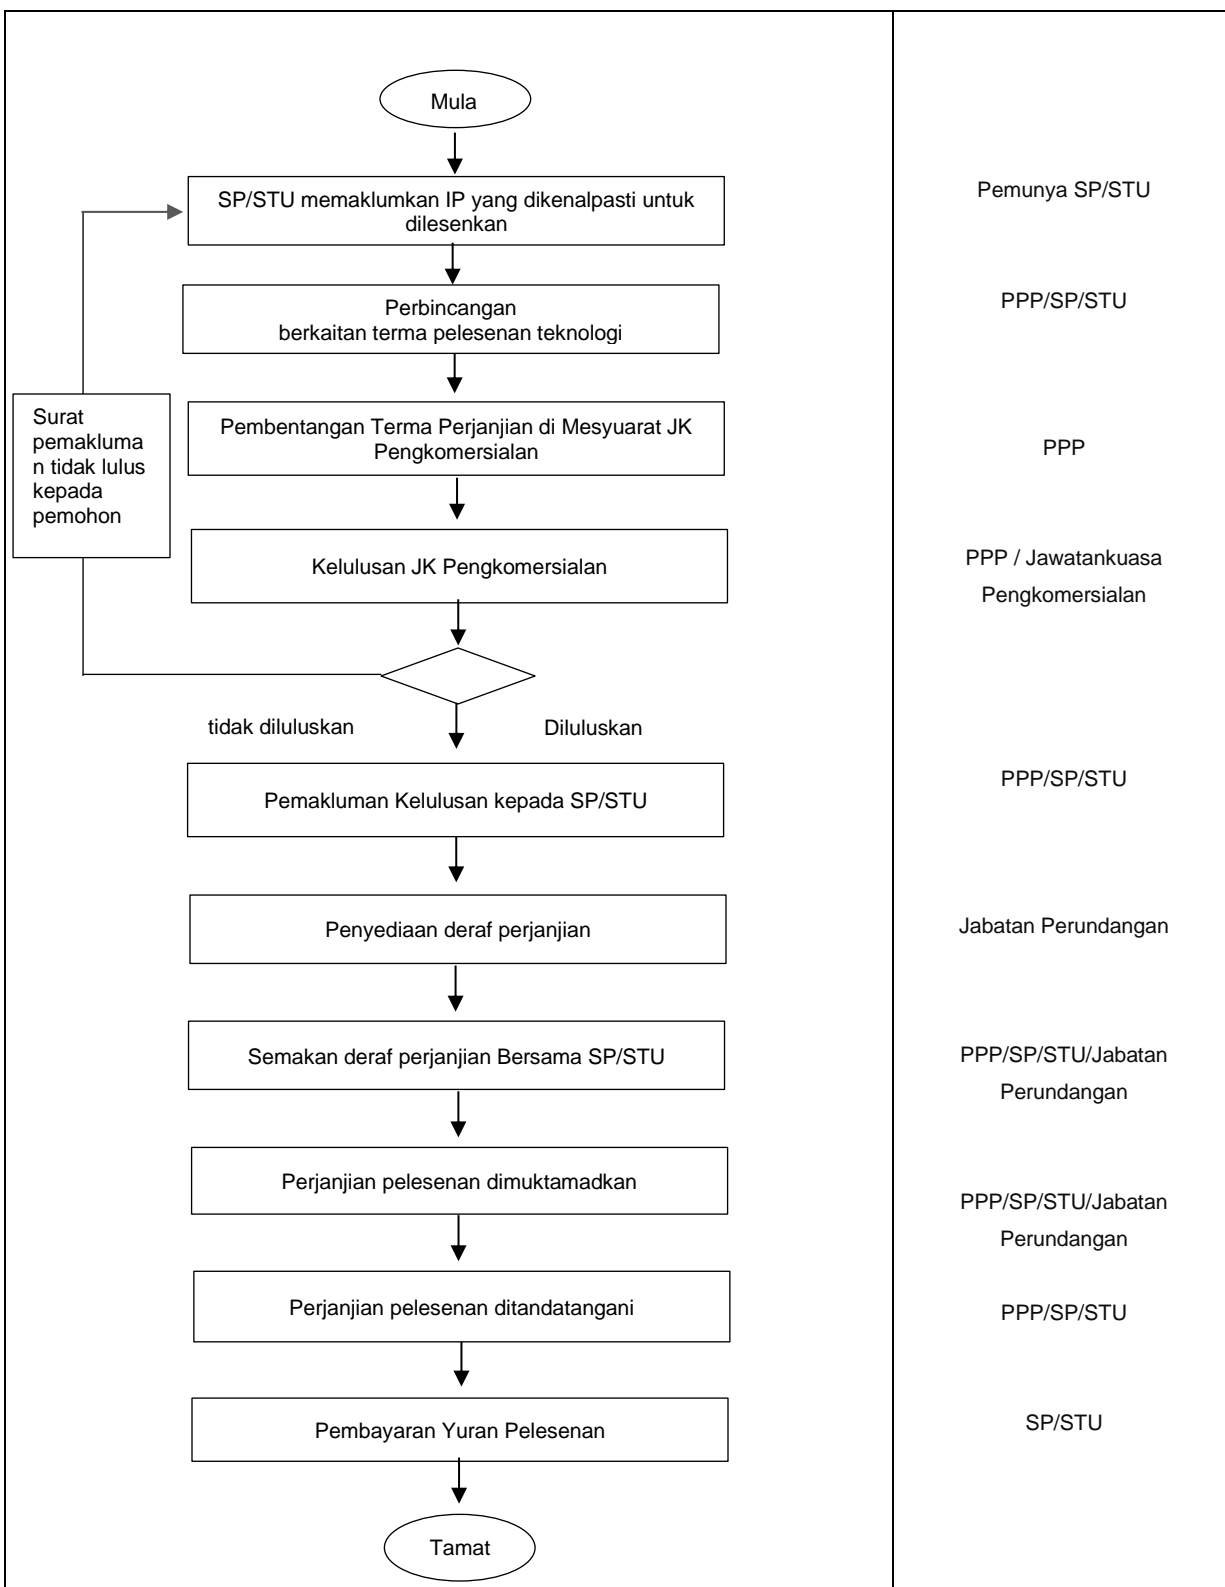 Mula
SP/STU memaklumkan IP yang dikenalpasti untuk
dilesenkan
Pemunya SP/STU
Perbincangan
berkaitan terma pelesenan teknologi
PPP/SP/STU
Surat
pemakluma
n tidak lulus
kepada
pemohon
Pembentangan Terma Perjanjian di Mesyuarat JK
Pengkomersialan
PPP
Kelulusan JK Pengkomersialan
PPP / Jawatankuasa
Pengkomersialan
tidak diluluskan
Diluluskan
Pemakluman Kelulusan kepada SP/STU
PPP/SP/STU
Penyediaan deraf perjanjian
Jabatan Perundangan
Semakan deraf perjanjian Bersama SP/STU
PPP/SP/STU/Jabatan
Perundangan
Perjanjian pelesenan dimuktamadkan
PPP/SP/STU/Jabatan
Perundangan
Perjanjian pelesenan ditandatangani
PPP/SP/STU
Pembayaran Yuran Pelesenan
SP/STU
Tamat